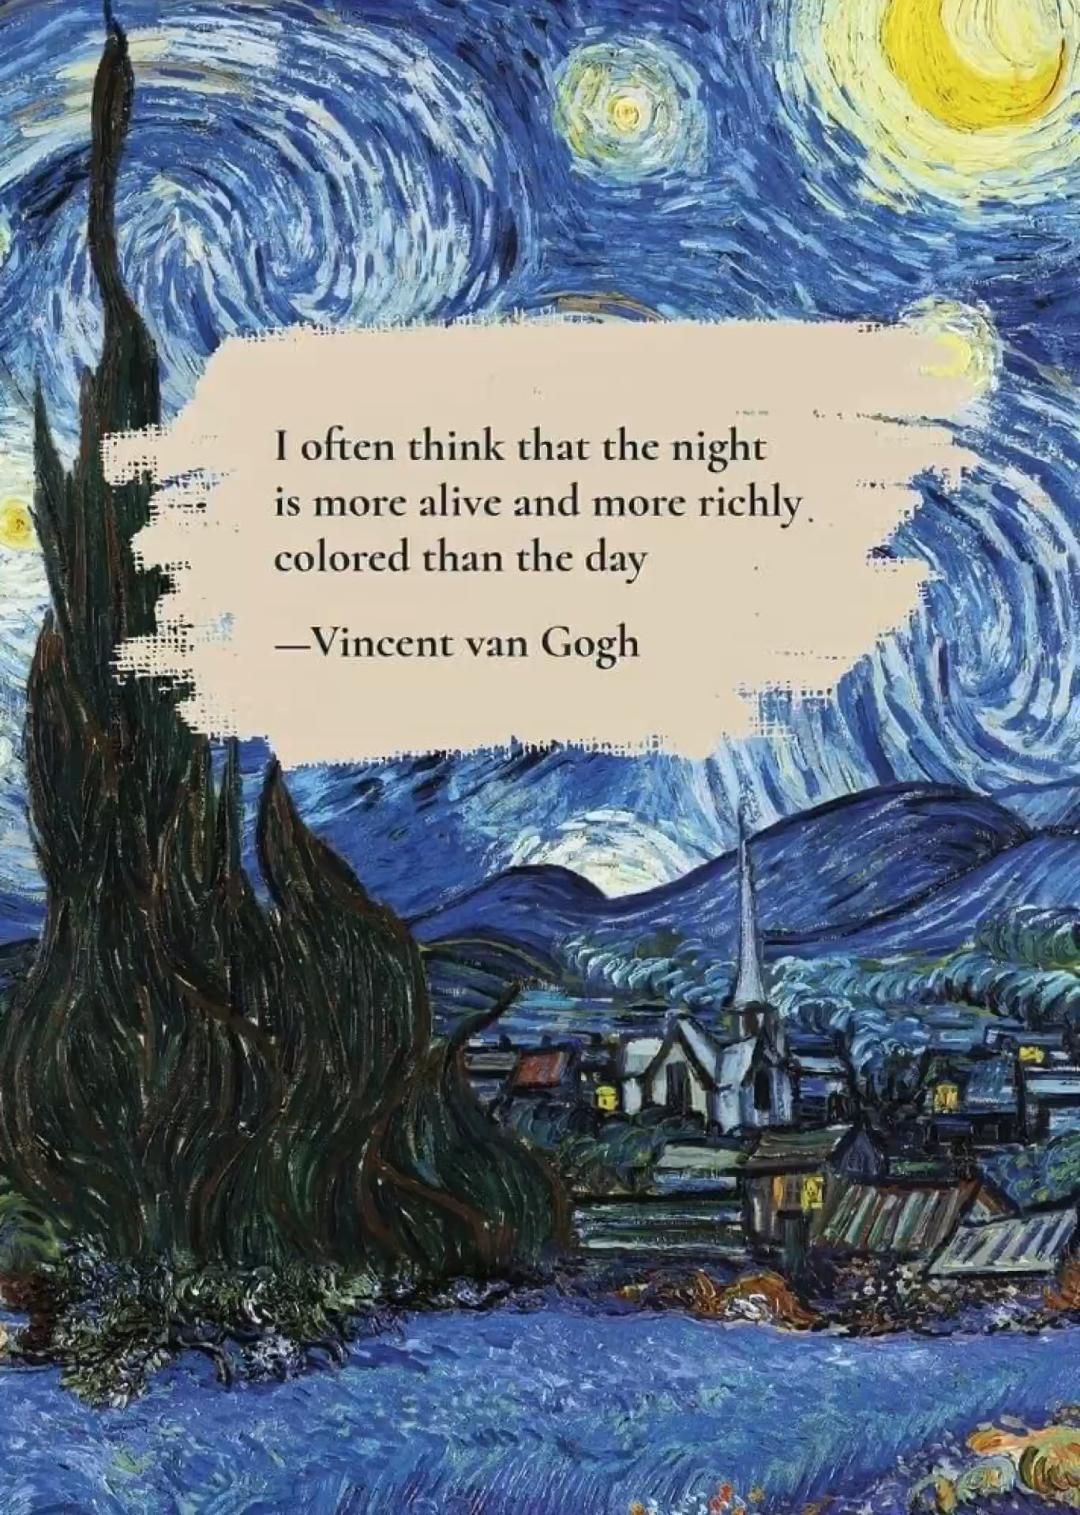 I often think that the night
is more alive and more richly
colored than the day
—Vincent van Gogh